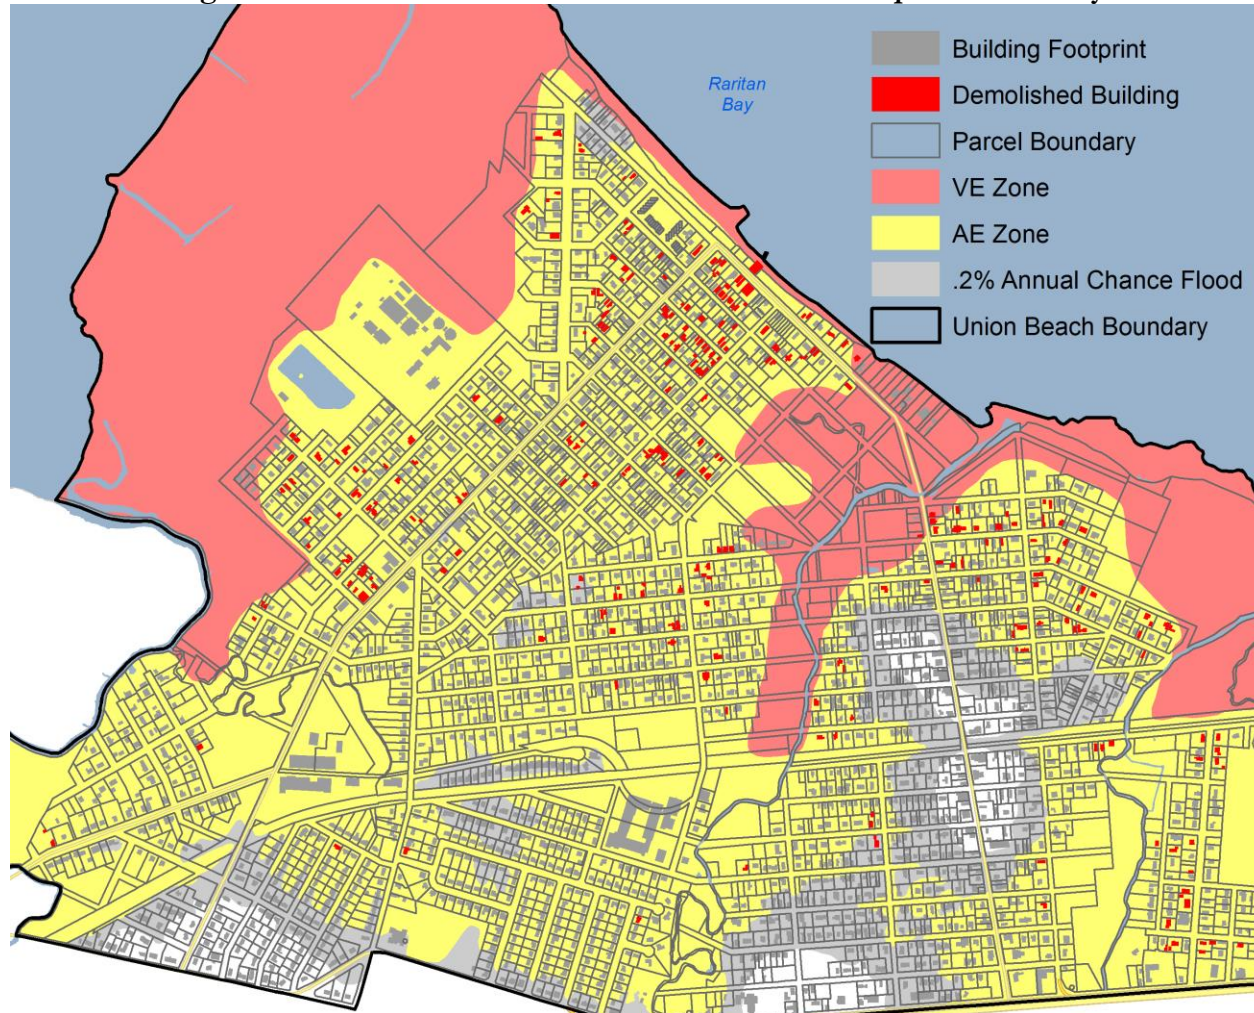 Raritan
Bay
Building Footprint
Demolished Building
Parcel Boundary
VE Zone
AE Zone
.2% Annual Chance Flood
Union Beach Boundary